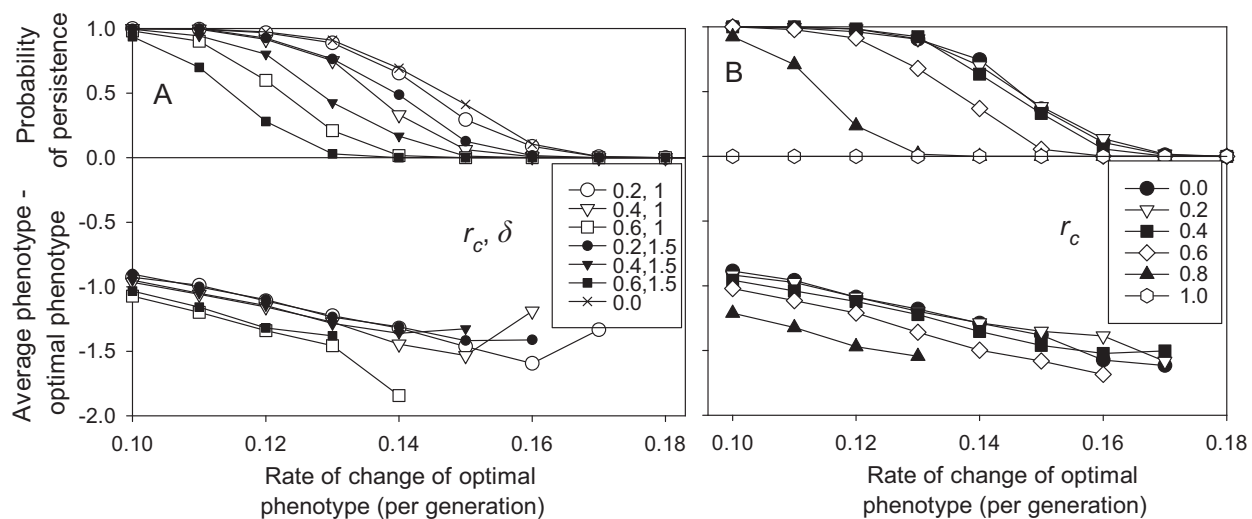 Probability
of persistence
Average phenotype -
optimal phenotype
1.0
0.5
0.0
-0.5
-1.0
-1.5
-2.0
A
r_c, δ
0.2, 1
0.4, 1
0.6, 1
0.2,1.5
0.4,1.5
0.6,1.5
0.0
0.10
0.12
0.14
0.16
0.18
Rate of change of optimal
phenotype (per generation)
B
r_c
0.0
0.2
0.4
0.6
0.8
1.0
0.10
0.12
0.14
0.16
0.18
Rate of change of optimal
phenotype (per generation)